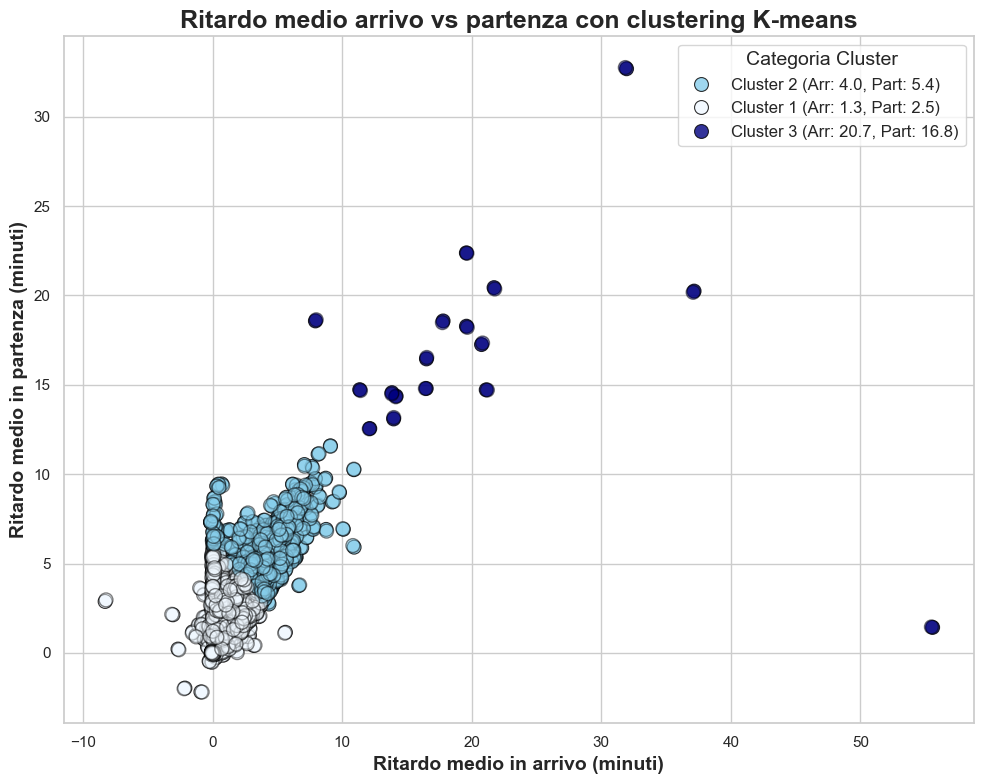 Ritardo medio arrivo vs partenza con clustering K-means
Categoria Cluster
Cluster 2 (Arr: 4.0, Part: 5.4)
Cluster 1 (Arr: 1.3, Part: 2.5)
Cluster 3 (Arr: 20.7, Part: 16.8)
Ritardo medio in partenza (minuti)
30
25
20
15
10
5
0
−10
0
10
20
30
40
50
Ritardo medio in arrivo (minuti)